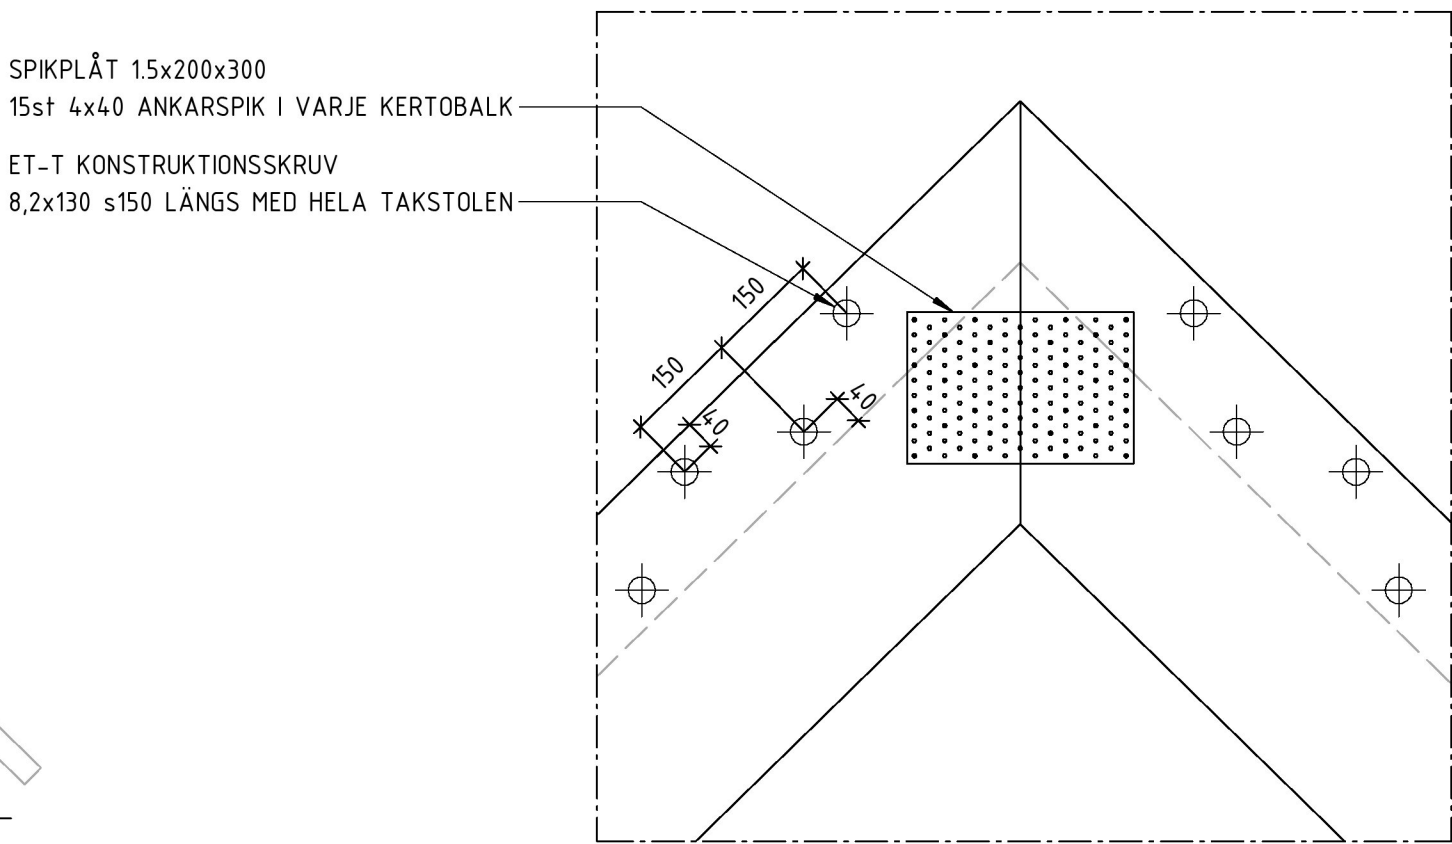 SPIKPLÅT 1.5x200x300
15st 4x40 ANKARSPIK I VARJE KERTOBALK
ET-T KONSTRUKTIONSSKRUV
8,2x130 s150 LÄNGS MED HELA TAKSTOLEN
150
150
40
40